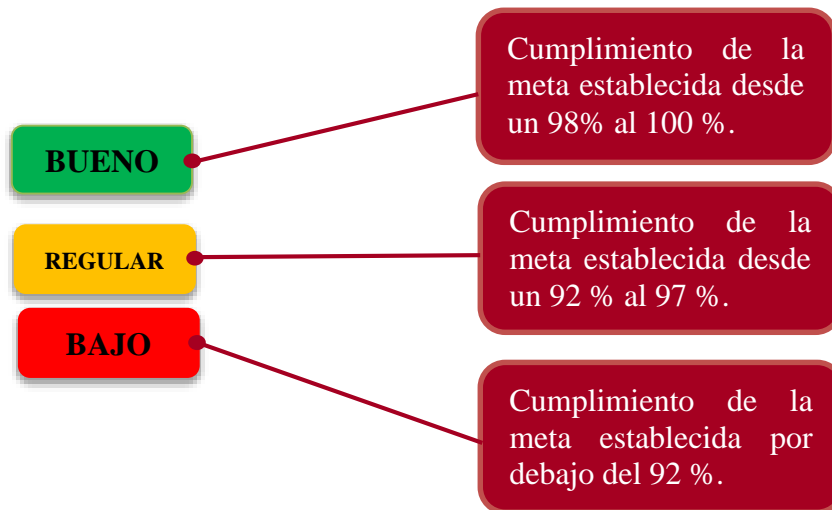 BUENO
Cumplimiento de la
meta establecida desde
un 98% al 100 %.
REGULAR
Cumplimiento de la
meta establecida desde
un 92 % al 97 %.
BAJO
Cumplimiento de la
meta establecida por
debajo del 92 %.